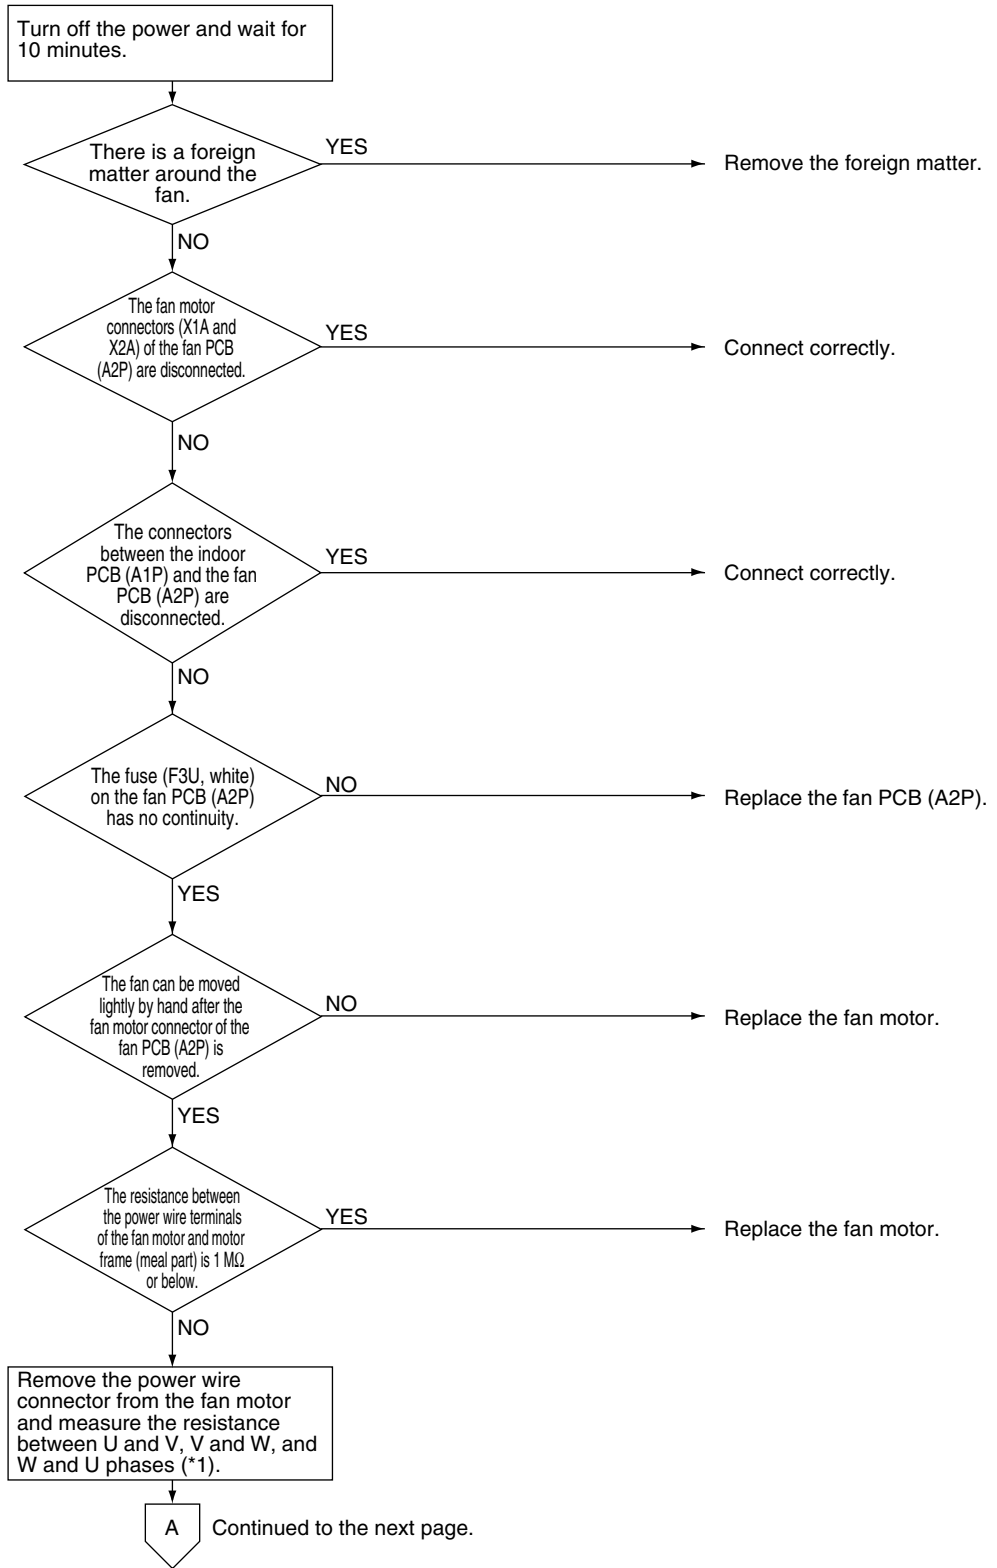 Turn off the power and wait for
10 minutes.
There is a foreign
matter around the
fan.
YES
Remove the foreign matter.
NO
The fan motor
connectors (X1A and
X2A) of the fan PCB
(A2P) are disconnected.
YES
Connect correctly.
NO
The connectors
between the indoor
PCB (A1P) and the fan
PCB (A2P) are
disconnected.
YES
Connect correctly.
NO
The fuse (F3U, white)
on the fan PCB (A2P)
has no continuity.
NO
Replace the fan PCB (A2P).
YES
The fan can be moved
lightly by hand after the
fan motor connector of the
fan PCB (A2P) is
removed.
NO
Replace the fan motor.
YES
The resistance between
the power wire terminals
of the fan motor and motor
frame (meal part) is 1 MΩ
or below.
YES
Replace the fan motor.
NO
Remove the power wire
connector from the fan motor
and measure the resistance
between U and V, V and W, and
W and U phases (*1).
A
Continued to the next page.